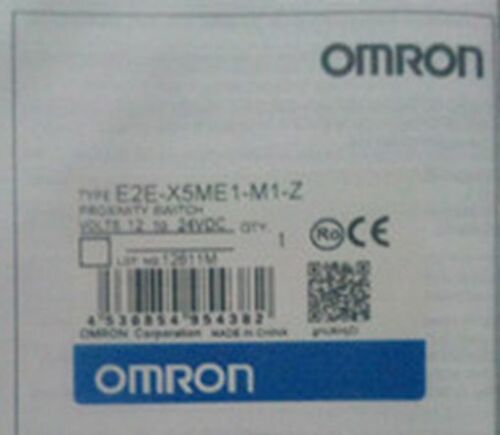 OMRON
TYPE E2E-X5ME1-M1-Z
PROXIMITY SWITCH
VOLTS 12 to 24VDC QTY. 1
LOT NO. 12611M
4 536854 954382
OMRON Corporation MADE IN CHINA
OMRON